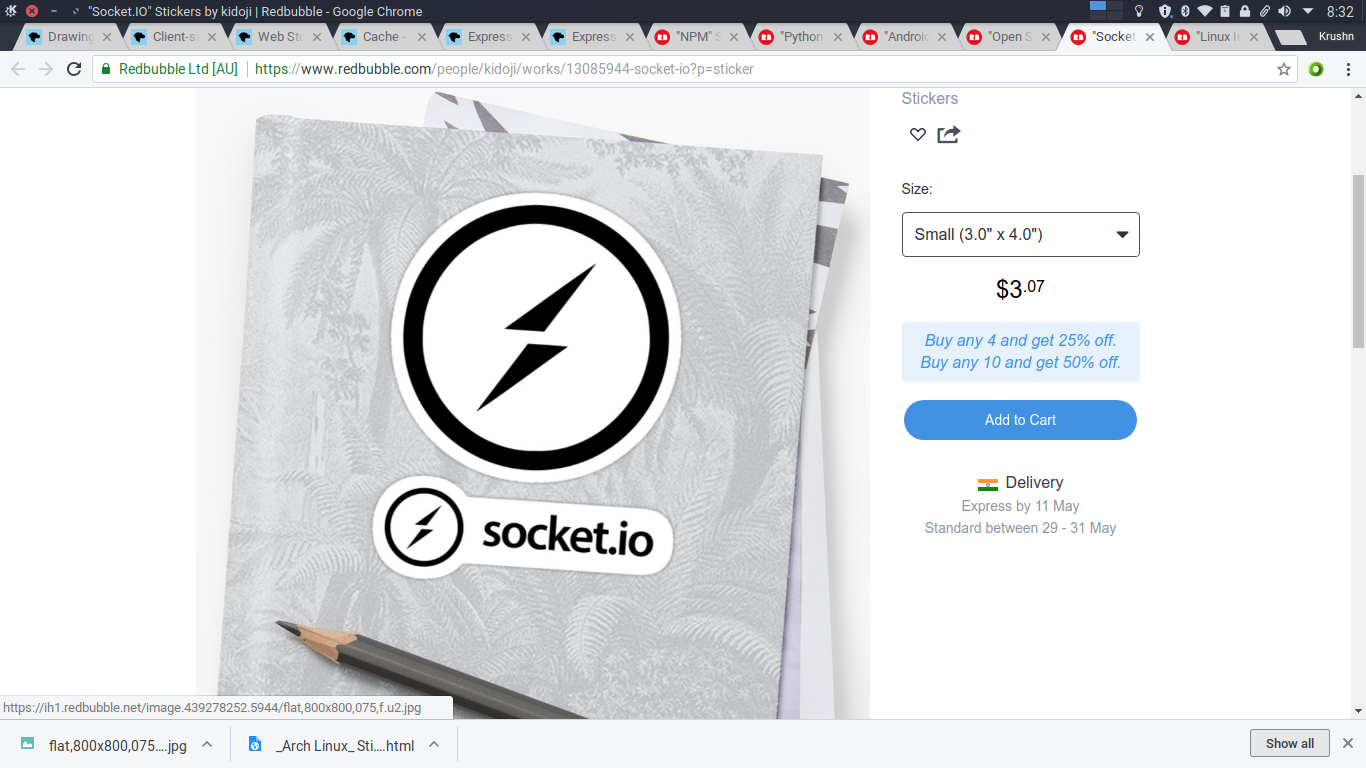 "Socket.IO" Stickers by kidoji | Redbubble - Google Chrome
8:32
Drawing
Client-si
Web Sto
Cache -
Express
Express
"NPM" S
"Python
"Android
"Open S
"Socket
"Linux I
Krushn
Redbubble Ltd [AU]
https://www.redbubble.com/people/kidoji/works/13085944-socket-io?p=sticker
Stickers
Size:
Small (3.0" x 4.0")
$3.07
Buy any 4 and get 25% off.
Buy any 10 and get 50% off.
Add to Cart
Delivery
Express by 11 May
Standard between 29 - 31 May
socket.io
https://ih1.redbubble.net/image.439278252.5944/flat,800x800,075,f.u2.jpg
flat,800x800,075....jpg
_Arch Linux_ Sti....html
Show all